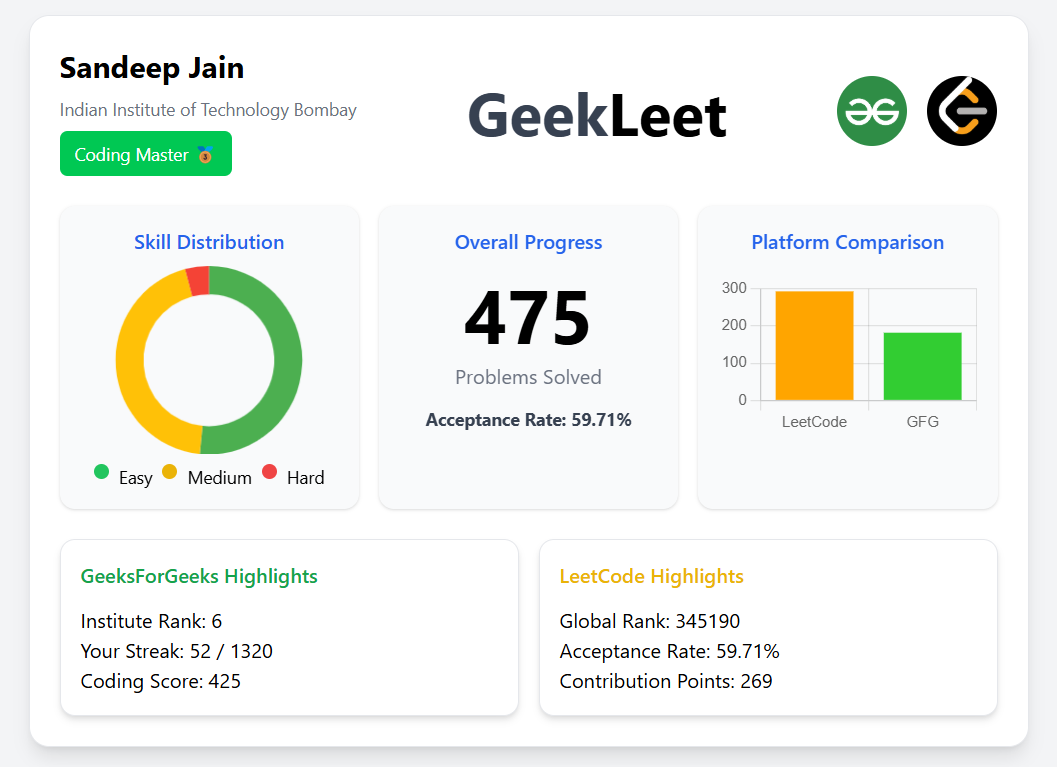 Sandeep Jain
Indian Institute of Technology Bombay
Coding Master
GeekLeet
Skill Distribution
Easy Medium Hard
Overall Progress
475
Problems Solved
Acceptance Rate: 59.71%
Platform Comparison
300
200
100
0
LeetCode GFG
GeeksForGeeks Highlights
Institute Rank: 6
Your Streak: 52 / 1320
Coding Score: 425
LeetCode Highlights
Global Rank: 345190
Acceptance Rate: 59.71%
Contribution Points: 269